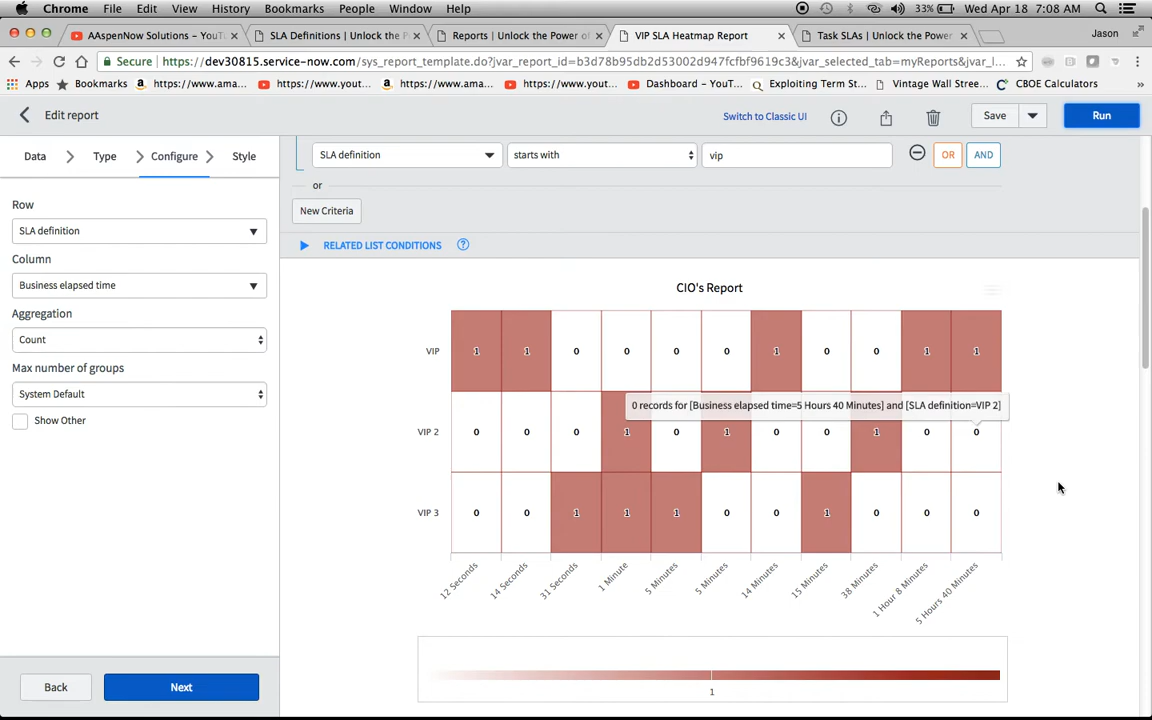 Chrome File Edit View History Bookmarks People Window Help 33% Wed Apr 18 7:08 AM
AAspenNow Solutions - YouT SLA Definitions | Unlock the P Reports | Unlock the Power of VIP SLA Heatmap Report Task SLAs | Unlock the Power Jason
Secure https://dev30815.service-now.com/sys_report_template.do?jvar_report_id=b3d78b95db2d53002d947fcfbf9619c3&jvar_selected_tab=myReports&jvar_l...
Apps Bookmarks https://www.ama... https://www.yout... https://www.ama... https://www.yout... Dashboard – YouT... Exploiting Term St... Vintage Wall Stree... CBOE Calculators »
Edit report Switch to Classic UI Save Run
Data Type Configure Style
SLA definition starts with vip OR AND
or
New Criteria
RELATED LIST CONDITIONS
Row
SLA definition
Column
Business elapsed time
Aggregation
Count
Max number of groups
System Default
Show Other
Back Next
CIO's Report
VIP 1 1 0 0 0 0 1 0 0 1 1
0 records for [Business elapsed time=5 Hours 40 Minutes] and [SLA definition=VIP 2]
VIP 2 0 0 0 1 0 1 0 0 1 0 0
VIP 3 0 0 1 1 1 0 0 1 0 0 0
12 Seconds 14 Seconds 31 Seconds 1 Minute 5 Minutes 5 Minutes 14 Minutes 15 Minutes 38 Minutes 1 Hour 8 Minutes 5 Hours 40 Minutes
1